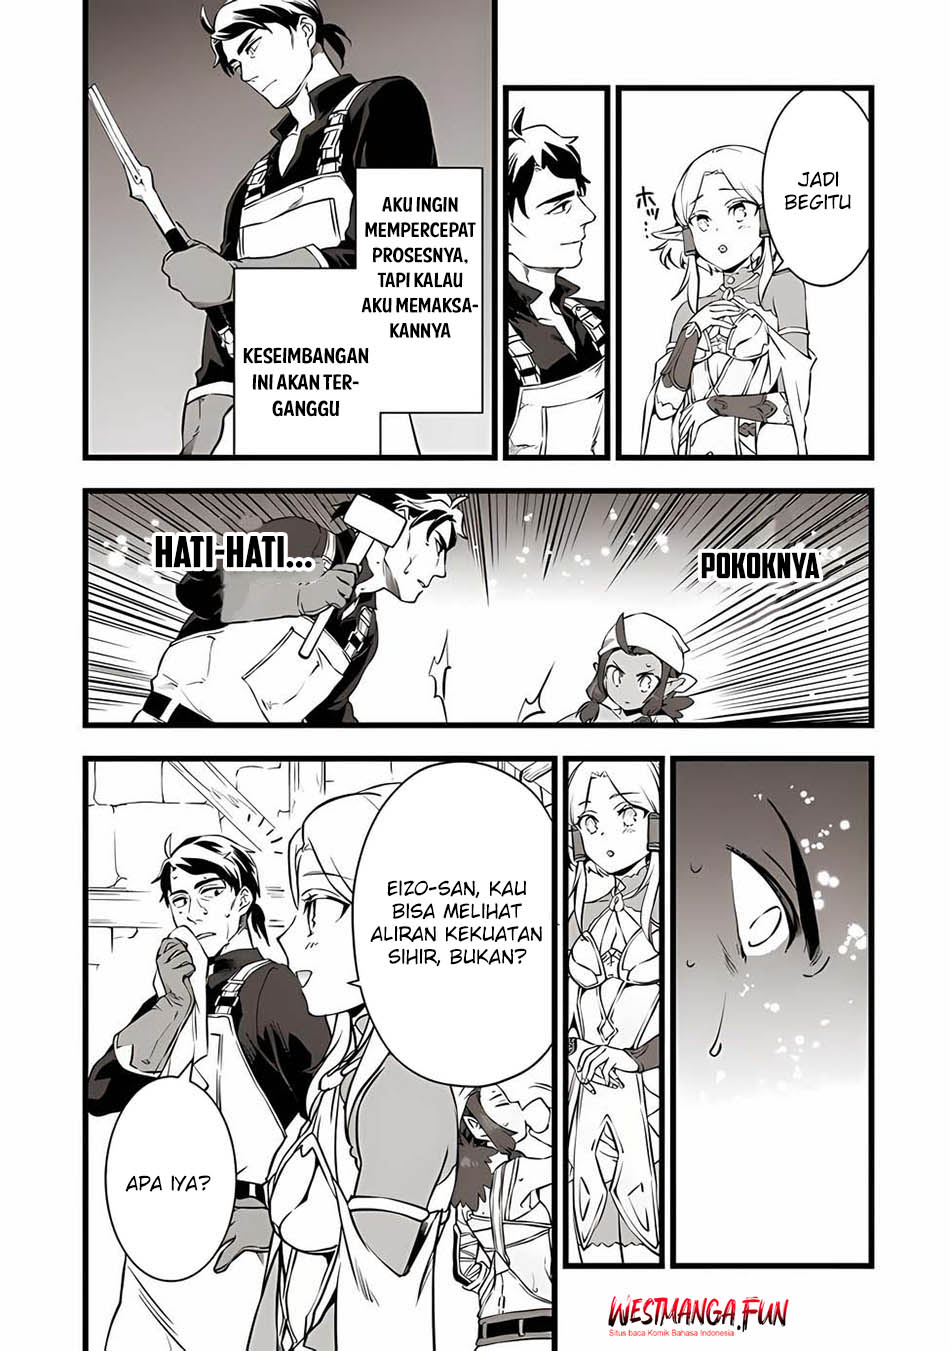 JADI
BEGITU
ホッ…
AKU INGIN
MEMPERCEPAT
PROSESNYA,
TAPI KALAU
AKU MEMAKSA-
KANNYA
KESEIMBANGAN
INI AKAN TER-
GANGGU
POKOKNYA
HATI-HATI...
EIZO-SAN, KAU
BISA MELIHAT
ALIRAN KEKUATAN
SIHIR, BUKAN?
APA IYA?
WESTMANGA.FUN
Situs baca Komik Bahasa Indonesia